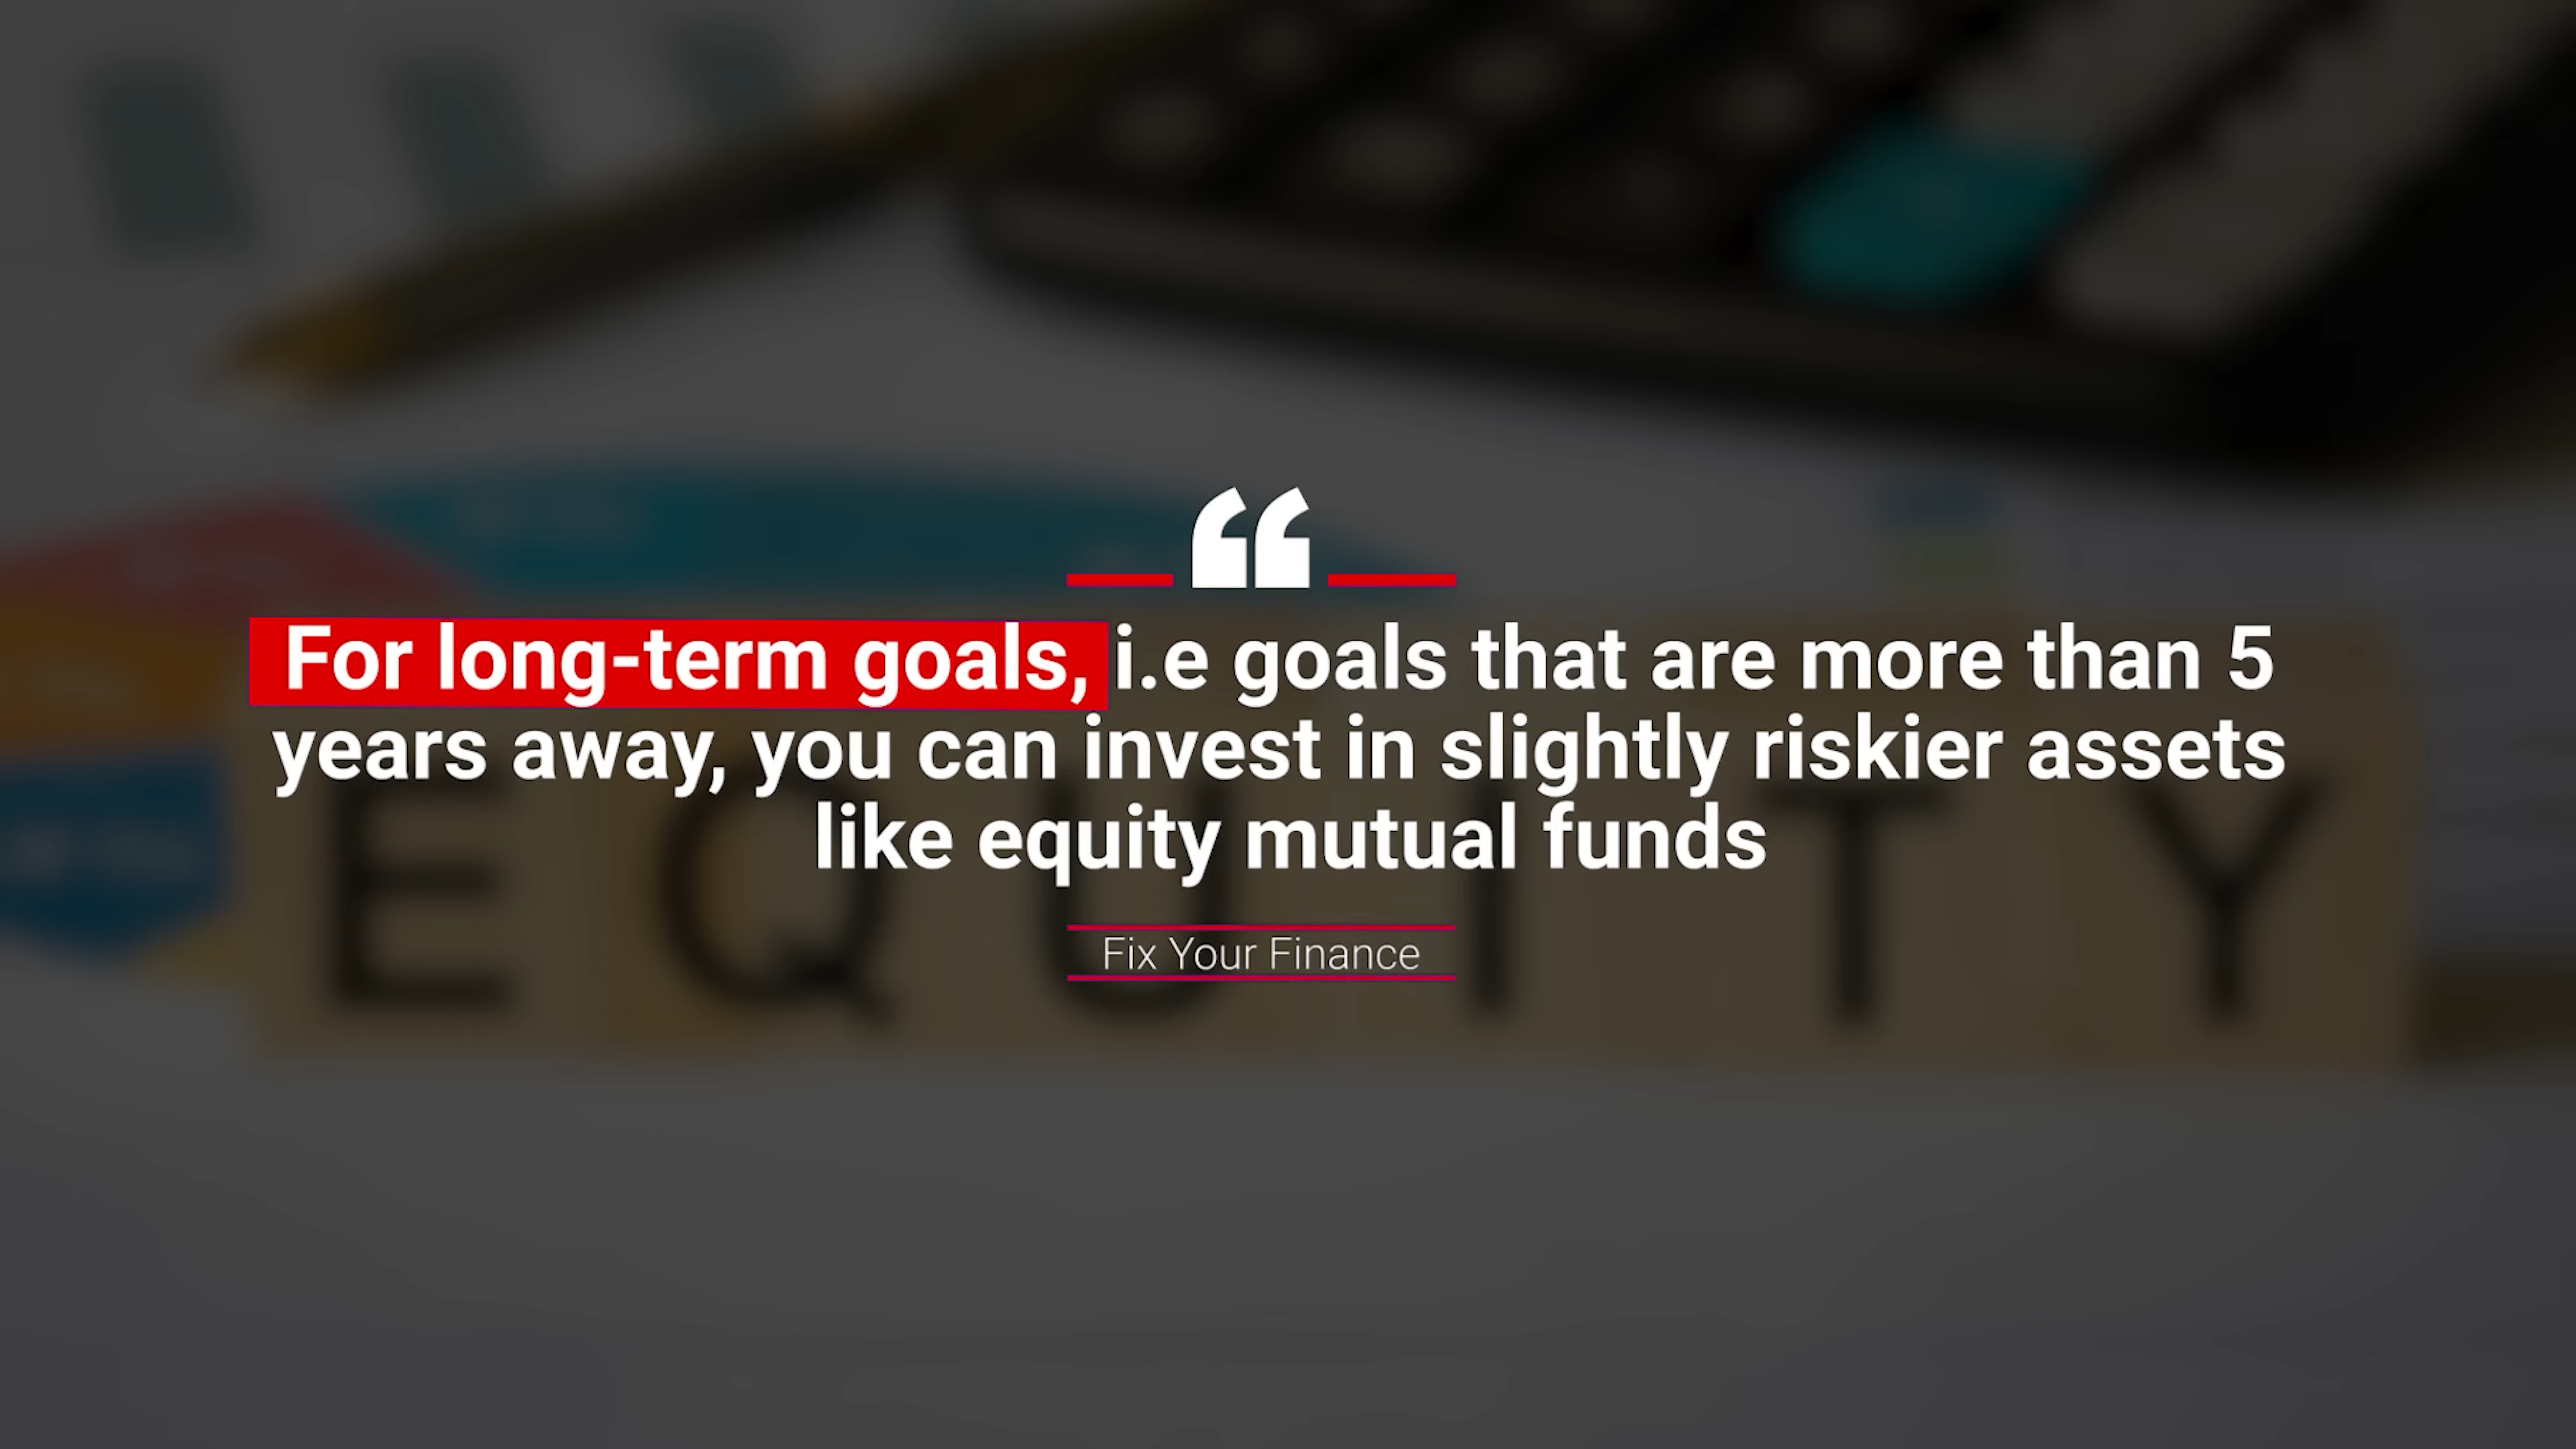 “
For long-term goals, i.e goals that are more than 5
years away, you can invest in slightly riskier assets
like equity mutual funds
Fix Your Finance
EQUITY